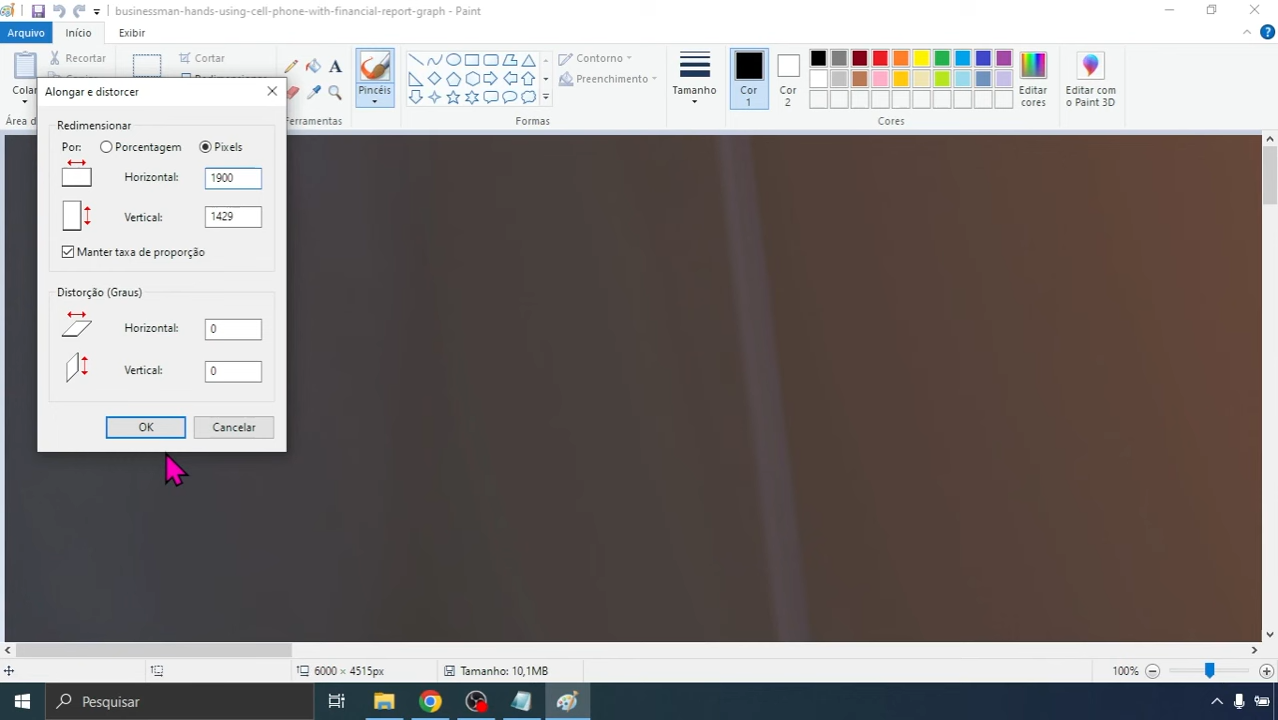 businessman-hands-using-cell-phone-with-financial-report-graph - Paint
Arquivo
Início
Exibir
Recortar
Cortar
Colar
Pincéis
Contorno
Preenchimento
Tamanho
Cor
1
Cor
2
Editar
cores
Editar com
o Paint 3D
Ferramentas
Formas
Cores
Alongar e distorcer
Redimensionar
Por:
Porcentagem
Pixels
Horizontal:
1900
Vertical:
1429
Manter taxa de proporção
Distorção (Graus)
Horizontal:
0
Vertical:
0
OK
Cancelar
6000 × 4515px
Tamanho: 10,1MB
100%
Pesquisar